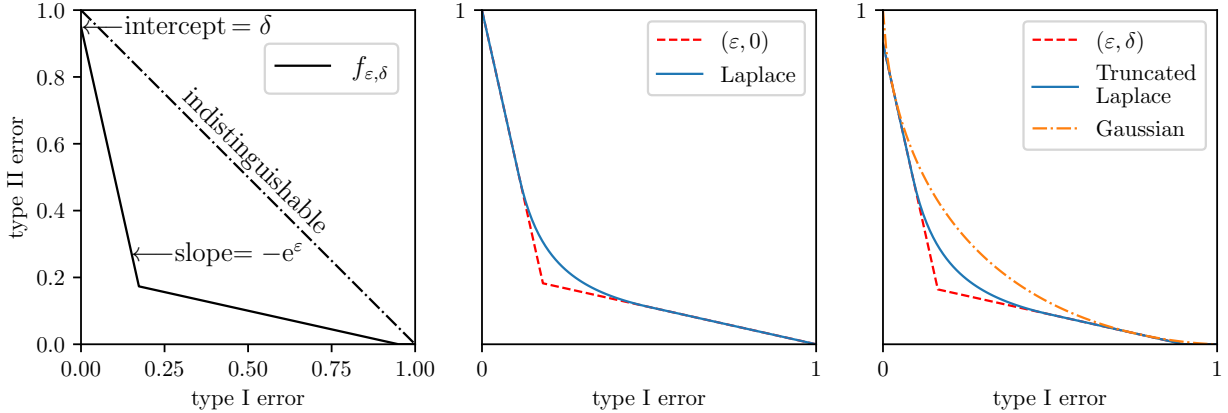 1.0
0.8
0.6
0.4
0.2
0.0
0.00
0.25
0.50
0.75
1.00
type II error
type I error
intercept= δ
f_{ε,δ}
indistinguishable
slope= −e^ε
1
0
1
type I error
(ε, 0)
Laplace
1
0
1
type I error
(ε, δ)
Truncated
Laplace
Gaussian